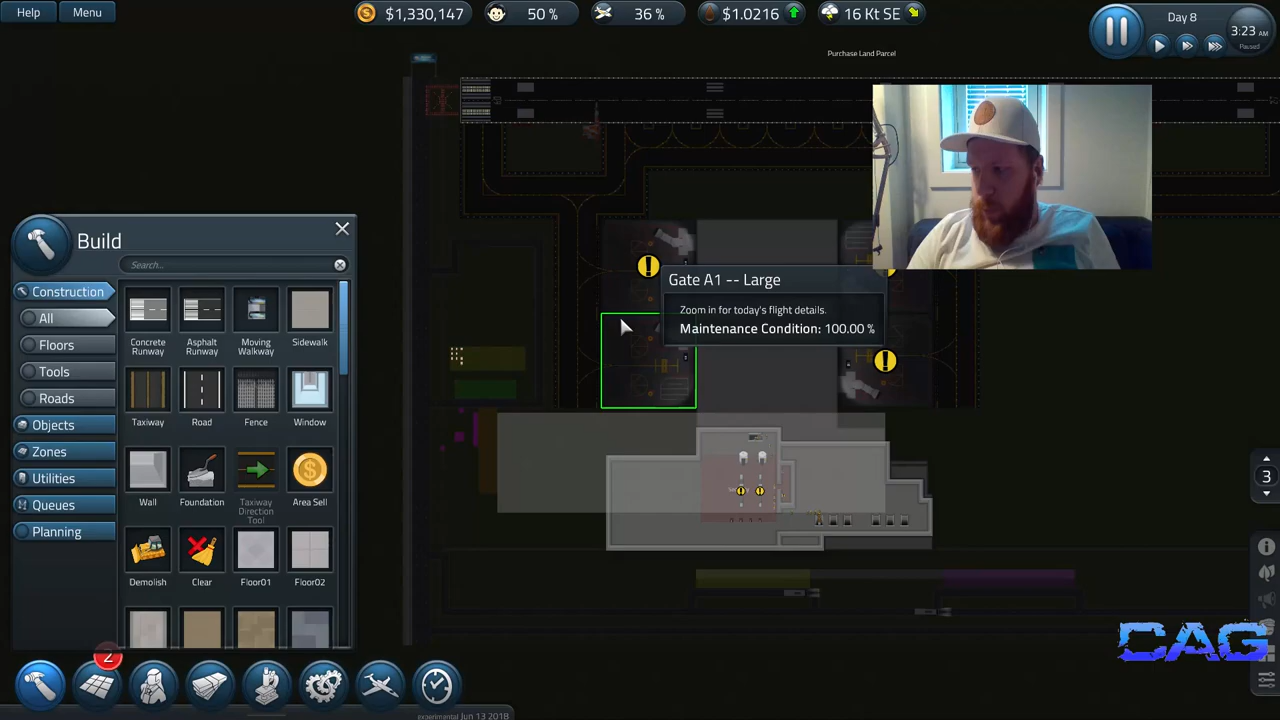 Help
Menu
$1,330,147
50 %
36 %
$1.0216
16 Kt SE
Day 8
3:23 AM
Paused
Purchase Land Parcel
Build
Search...
Construction
All
Floors
Tools
Roads
Objects
Zones
Utilities
Queues
Planning
Concrete Runway
Asphalt Runway
Moving Walkway
Sidewalk
Taxiway
Road
Fence
Window
Wall
Foundation
Taxiway Direction Tool
Area Sell
Demolish
Clear
Floor01
Floor02
Gate A1 -- Large
Zoom in for today's flight details.
Maintenance Condition: 100.00 %
3
2
CAG
experimental Jun 13 2018